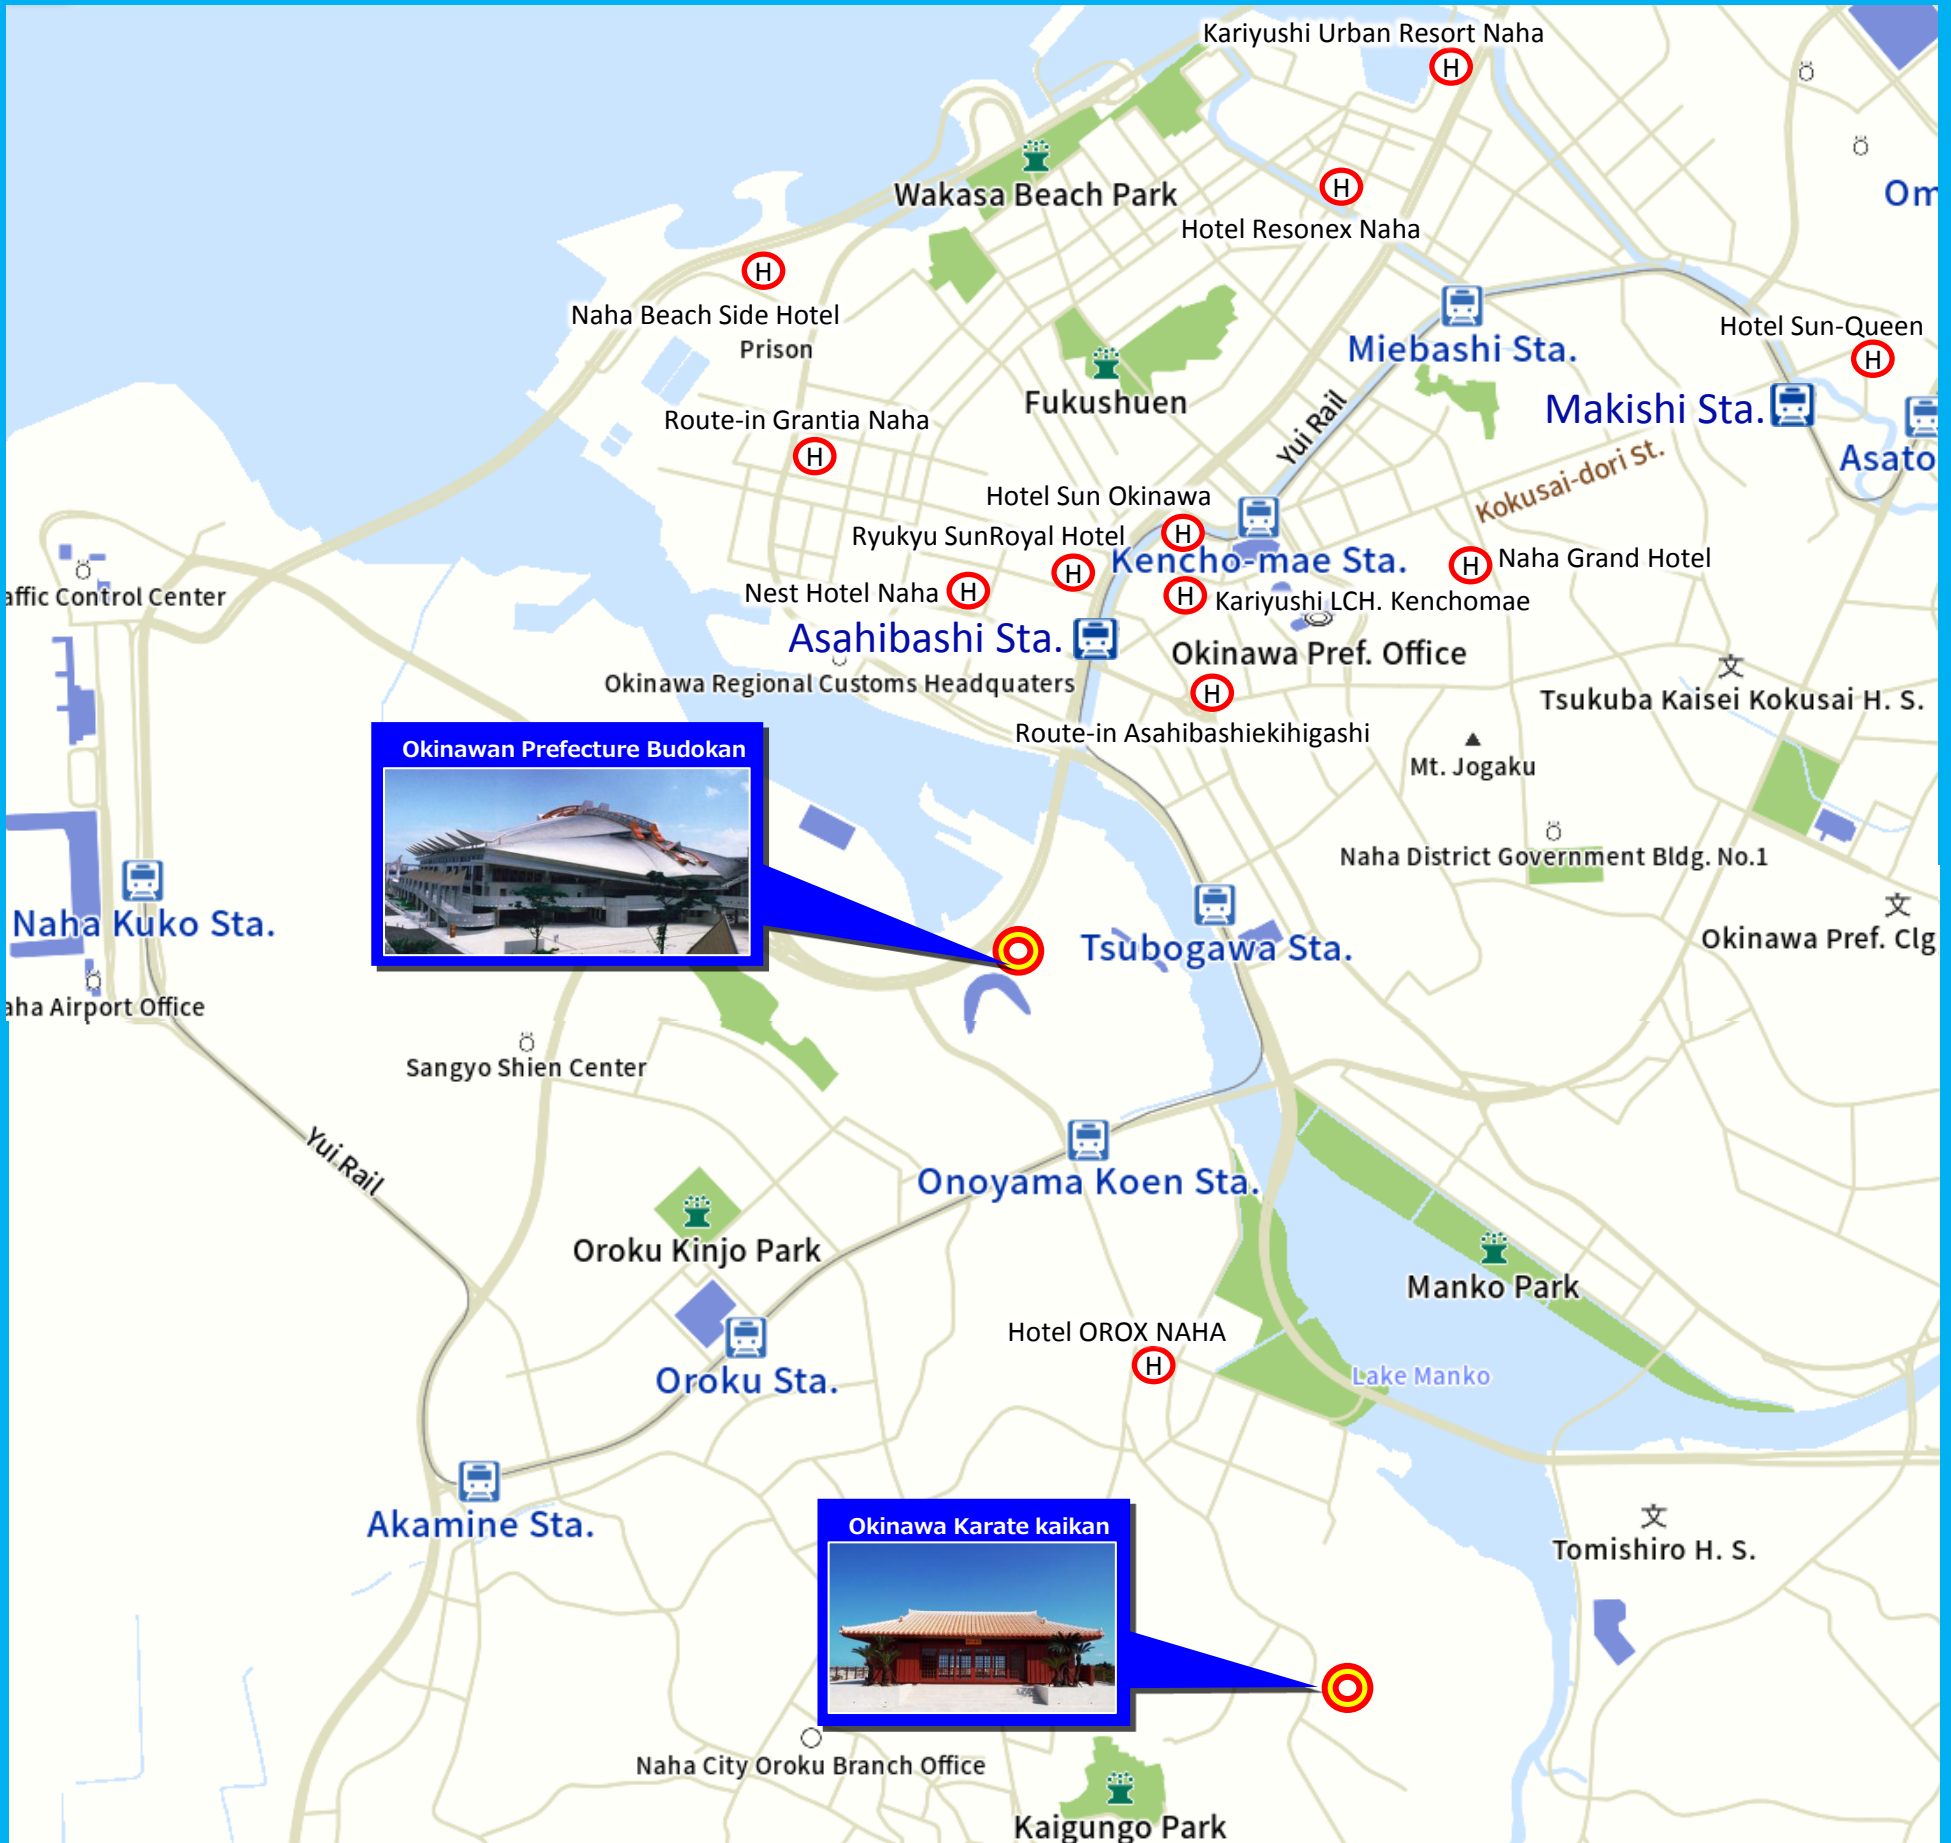 Kariyushi Urban Resort Naha
H
Wakasa Beach Park
H
Hotel Resonex Naha
Om
H
Naha Beach Side Hotel
Prison
Miebashi Sta.
Hotel Sun-Queen
H
Fukushuen
Makishi Sta.
Route-in Grantia Naha
H
Yui Rail
Asato
Kokusai-dori St.
Hotel Sun Okinawa
H
Ryukyu SunRoyal Hotel
H
Kencho-mae Sta.
H
Naha Grand Hotel
Nest Hotel Naha
H
H
Kariyushi LCH. Kenchomae
affic Control Center
Asahibashi Sta.
Okinawa Pref. Office
文
Okinawa Regional Customs Headquaters
H
Tsukuba Kaisei Kokusai H. S.
Route-in Asahibashiekihigashi
Okinawan Prefecture Budokan
Mt. Jogaku
Naha District Government Bldg. No.1
Naha Kuko Sta.
Tsubogawa Sta.
文
Okinawa Pref. Clg
aha Airport Office
Sangyo Shien Center
Yui Rail
Onoyama Koen Sta.
Oroku Kinjo Park
Manko Park
Hotel OROX NAHA
H
Oroku Sta.
Lake Manko
Akamine Sta.
Okinawa Karate kaikan
文
Tomishiro H. S.
Naha City Oroku Branch Office
Kaigungo Park